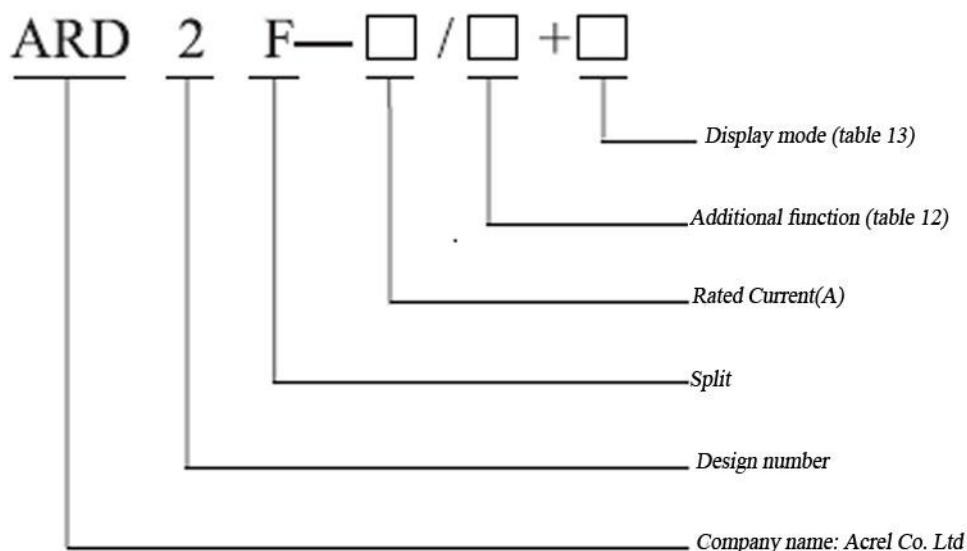 ARD 2 F—□ / □ +□
Display mode (table 13)
Additional function (table 12)
Rated Current(A)
Split
Design number
Company name: Acrel Co. Ltd